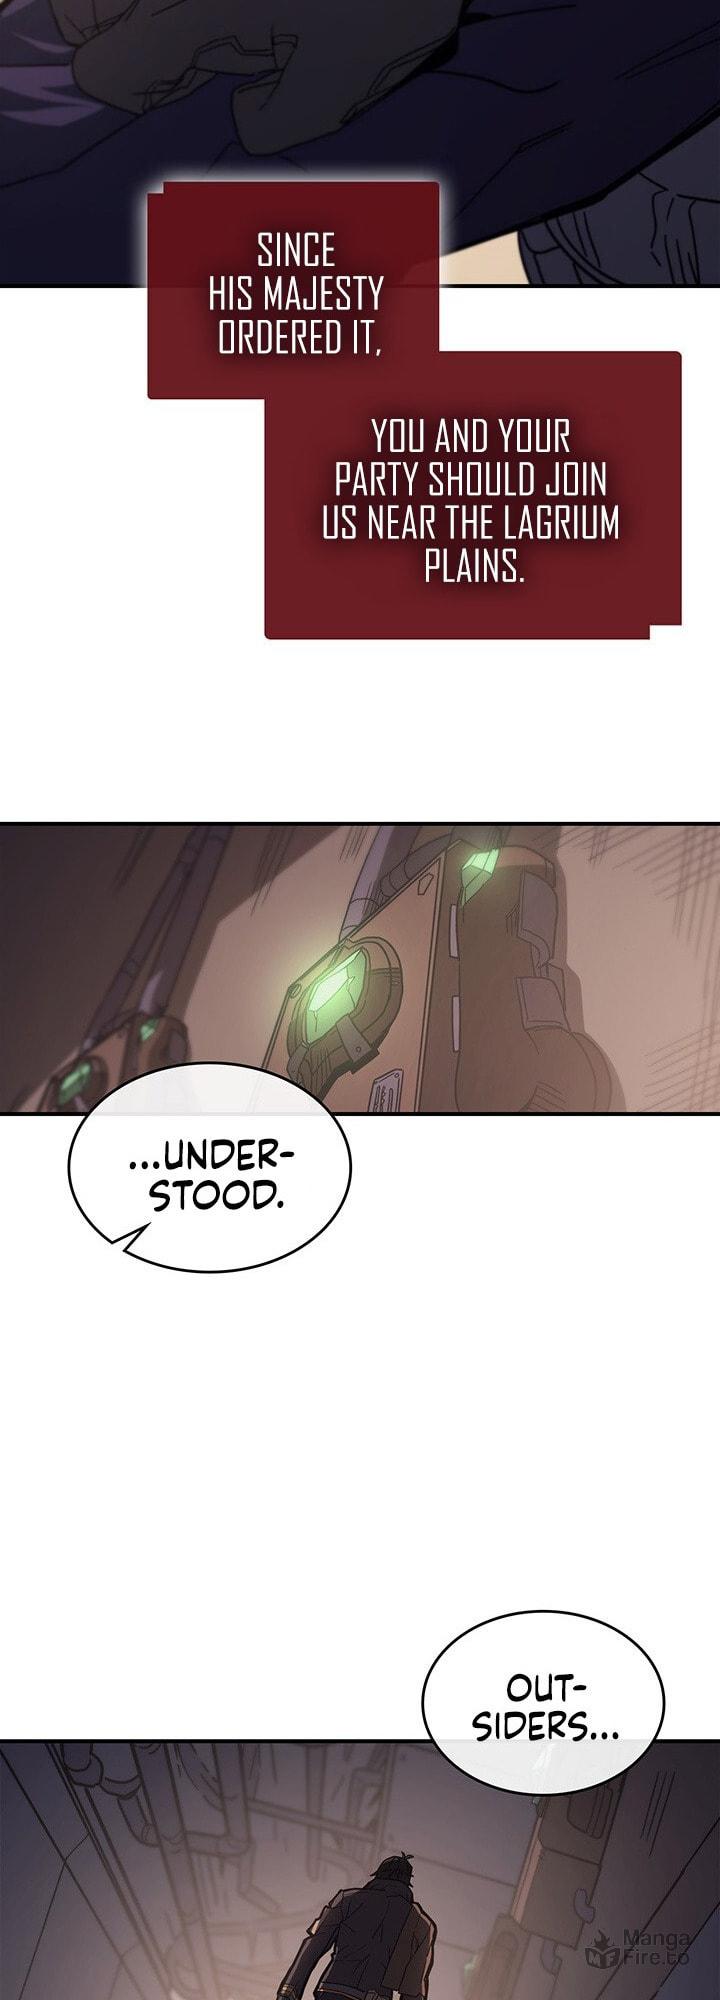 SINCE
HIS MAJESTY
ORDERED IT,
YOU AND YOUR
PARTY SHOULD JOIN
US NEAR THE LAGRIUM
PLAINS.
...UNDER-
STOOD.
OUT-
SIDERS...
Manga
Fire.to
MF